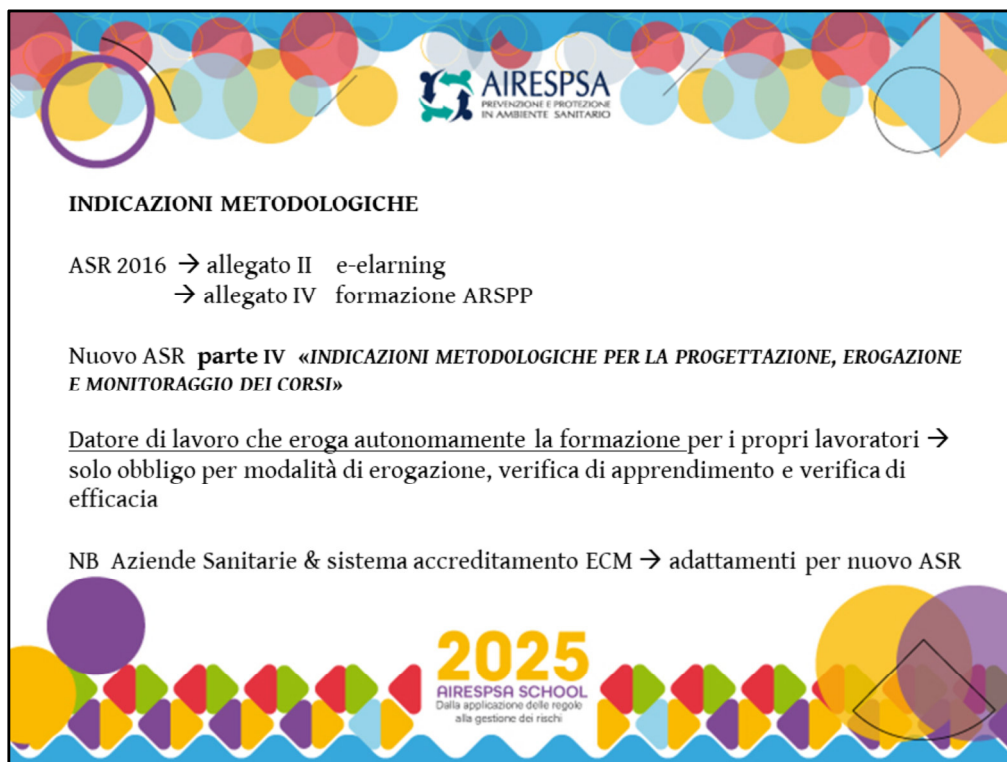 AIRESPSA
PREVENZIONE E PROTEZIONE
IN AMBIENTE SANITARIO
INDICAZIONI METODOLOGICHE
ASR 2016 → allegato II e-elarning
→ allegato IV formazione ARSPP
Nuovo ASR parte IV «INDICAZIONI METODOLOGICHE PER LA PROGETTAZIONE, EROGAZIONE
E MONITORAGGIO DEI CORSI»
Datore di lavoro che eroga autonomamente la formazione per i propri lavoratori →
solo obbligo per modalità di erogazione, verifica di apprendimento e verifica di
efficacia
NB Aziende Sanitarie & sistema accreditamento ECM → adattamenti per nuovo ASR
2025
AIRESPSA SCHOOL
Dalla applicazione delle regole
alla gestione dei rischi